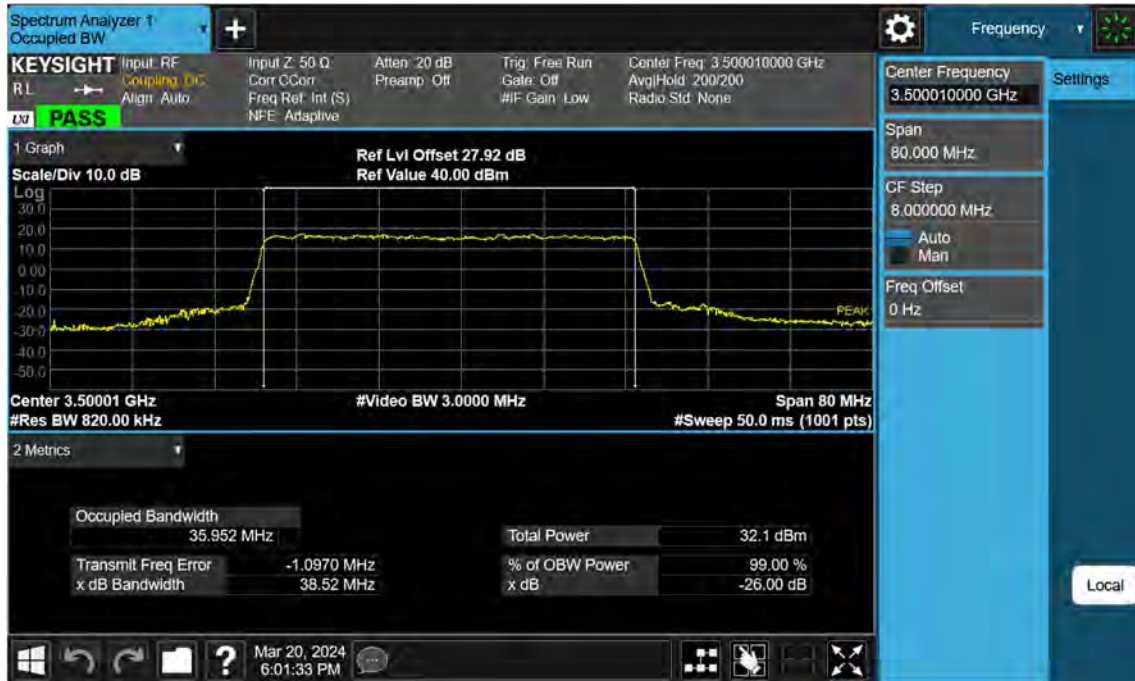 Spectrum Analyzer 1
Occupied BW
Frequency
KEYSIGHT
R L
LXI
PASS
Input: RF
Coupling: DC
Align: Auto
Input Z: 50 Ω
Corr CCorr
Freq Ref: Int (S)
NFE: Adaptive
Atten: 20 dB
Preamp: Off
Trig: Free Run
Gate: Off
#IF Gain: Low
Center Freq: 3.500010000 GHz
Avg|Hold: 200/200
Radio Std: None
Center Frequency
3.500010000 GHz
Settings
Span
80.000 MHz
CF Step
8.000000 MHz
Auto
Man
Freq Offset
0 Hz
1 Graph
Scale/Div 10.0 dB
Ref Lvl Offset 27.92 dB
Ref Value 40.00 dBm
Log
30.0
20.0
10.0
0.00
-10.0
-20.0
-30.0
-40.0
-50.0
PEAK
Center 3.50001 GHz
#Video BW 3.0000 MHz
Span 80 MHz
#Res BW 820.00 kHz
#Sweep 50.0 ms (1001 pts)
2 Metrics
Occupied Bandwidth
35.952 MHz
Total Power 32.1 dBm
Transmit Freq Error -1.0970 MHz
% of OBW Power 99.00 %
x dB Bandwidth 38.52 MHz
x dB -26.00 dB
Local
Mar 20, 2024
6:01:33 PM